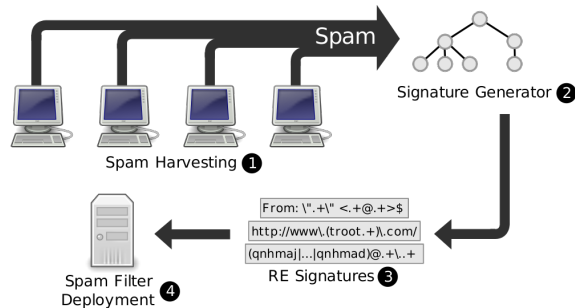 Spam
Signature Generator 2
Spam Harvesting 1
From: \".+\" <.+@.+>$
http://www\.(troot.+)\.com/
(qnhmaj|...|qnhmad)@.+\..+
RE Signatures 3
Spam Filter
Deployment 4